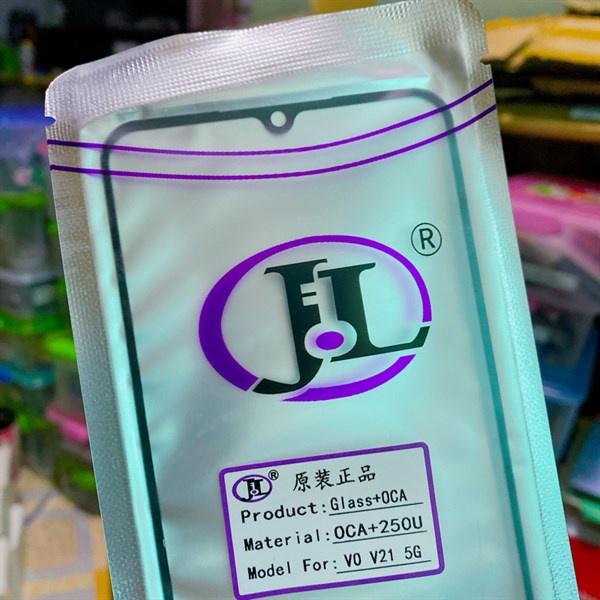 ®
JL
JL® 原装正品
Product: Glass+OCA
Material: OCA+250U
Model For: VO V21 5G